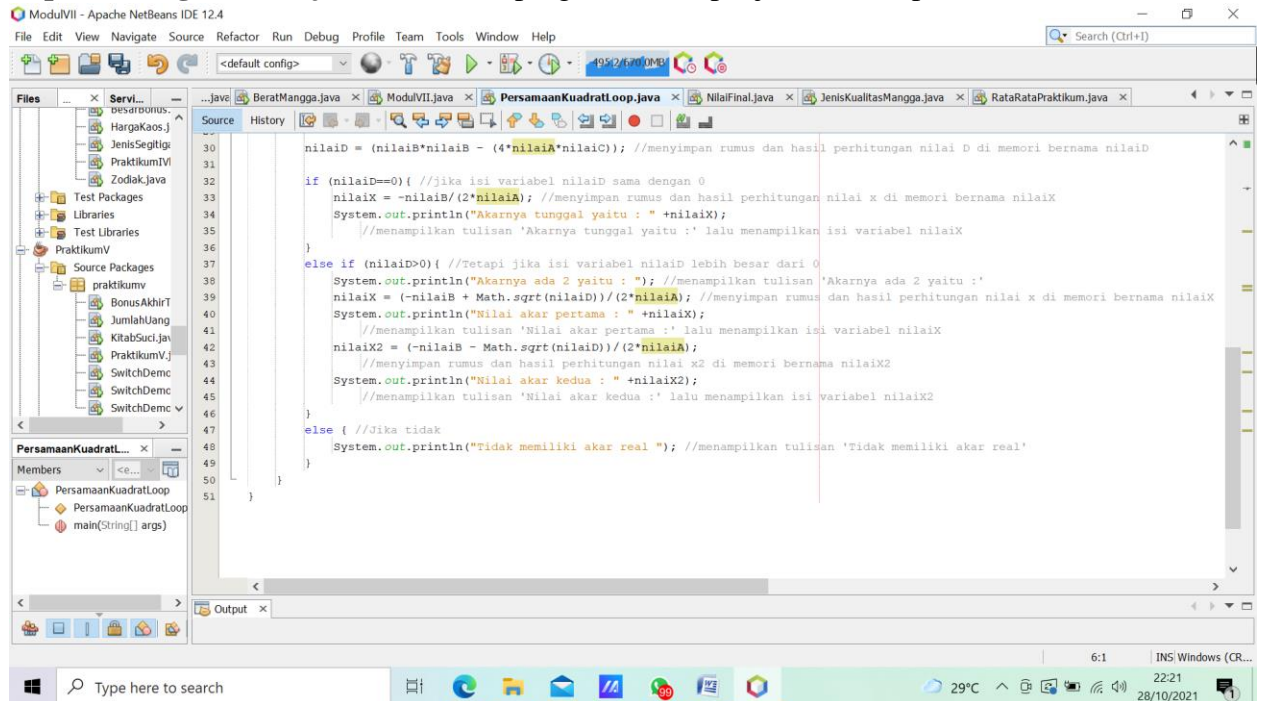 ModulVII - Apache NetBeans IDE 12.4
File Edit View Navigate Source Refactor Run Debug Profile Team Tools Window Help
Search (Ctrl+I)
<default config>
495,2/670,0MB
Files ... Servi...
...java BeratMangga.java ModulVII.java PersamaanKuadratLoop.java NilaiFinal.java JenisKualitasMangga.java RataRataPraktikum.java
BesarBonus.
HargaKaos.j
JenisSegitiga
PraktikumIVI
Zodiak.java
Test Packages
Libraries
Test Libraries
PraktikumV
Source Packages
praktikumv
BonusAkhirT
JumlahUang
KitabSuci.jav
PraktikumV.j
SwitchDemo
SwitchDemo
SwitchDemo
Source History
30 nilaiD = (nilaiB*nilaiB - (4*nilaiA*nilaiC)); //menyimpan rumus dan hasil perhitungan nilai D di memori bernama nilaiD
31
32 if (nilaiD==0){ //jika isi variabel nilaiD sama dengan 0
33 nilaiX = -nilaiB/(2*nilaiA); //menyimpan rumus dan hasil perhitungan nilai x di memori bernama nilaiX
34 System.out.println("Akarnya tunggal yaitu : " +nilaiX);
35 //menampilkan tulisan 'Akarnya tunggal yaitu :' lalu menampilkan isi variabel nilaiX
36 }
37 else if (nilaiD>0){ //Tetapi jika isi variabel nilaiD lebih besar dari 0
38 System.out.println("Akarnya ada 2 yaitu : "); //menampilkan tulisan 'Akarnya ada 2 yaitu :'
39 nilaiX = (-nilaiB + Math.sqrt(nilaiD))/(2*nilaiA); //menyimpan rumus dan hasil perhitungan nilai x di memori bernama nilaiX
40 System.out.println("Nilai akar pertama : " +nilaiX);
41 //menampilkan tulisan 'Nilai akar pertama :' lalu menampilkan isi variabel nilaiX
42 nilaiX2 = (-nilaiB - Math.sqrt(nilaiD))/(2*nilaiA);
43 //menyimpan rumus dan hasil perhitungan nilai x2 di memori bernama nilaiX2
44 System.out.println("Nilai akar kedua : " +nilaiX2);
45 //menampilkan tulisan 'Nilai akar kedua :' lalu menampilkan isi variabel nilaiX2
46 }
47 else { //Jika tidak
48 System.out.println("Tidak memiliki akar real "); //menampilkan tulisan 'Tidak memiliki akar real'
49 }
50 }
51 }
PersamaanKuadratL...
Members <e...
PersamaanKuadratLoop
PersamaanKuadratLoop
main(String[] args)
Output
6:1 INS Windows (CR...
Type here to search
99
29°C
22:21
28/10/2021
1